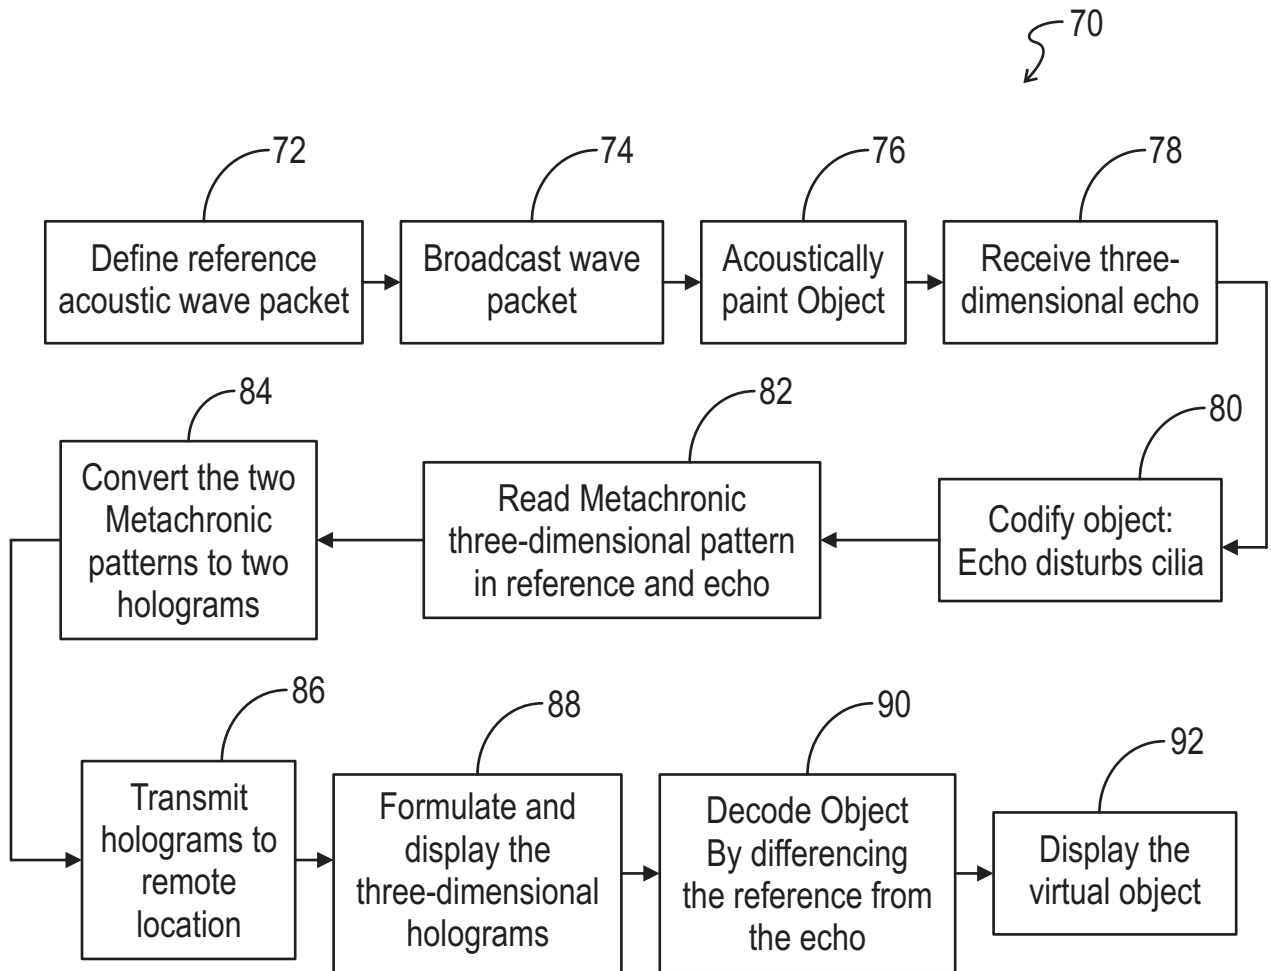 70
72
74
76
78
Define reference
acoustic wave packet
Broadcast wave
packet
Acoustically
paint Object
Receive three-
dimensional echo
84
82
80
Convert the two
Metachronic
patterns to two
holograms
Read Metachronic
three-dimensional pattern
in reference and echo
Codify object:
Echo disturbs cilia
86
88
90
92
Transmit
holograms to
remote
location
Formulate and
display the
three-dimensional
holograms
Decode Object
By differencing
the reference from
the echo
Display the
virtual object